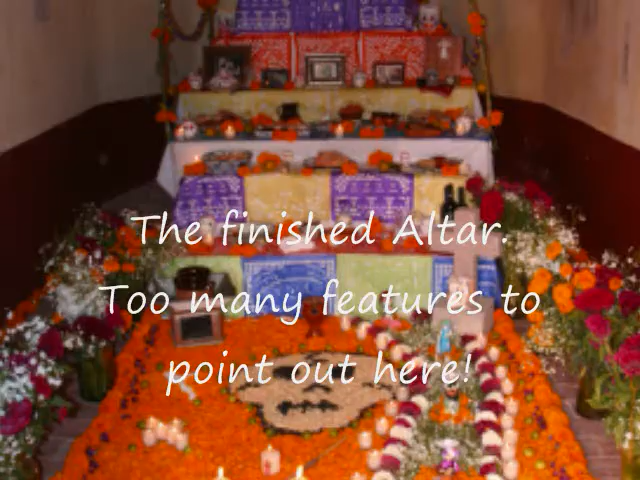 The finished Altar.
Too many features to
point out here!